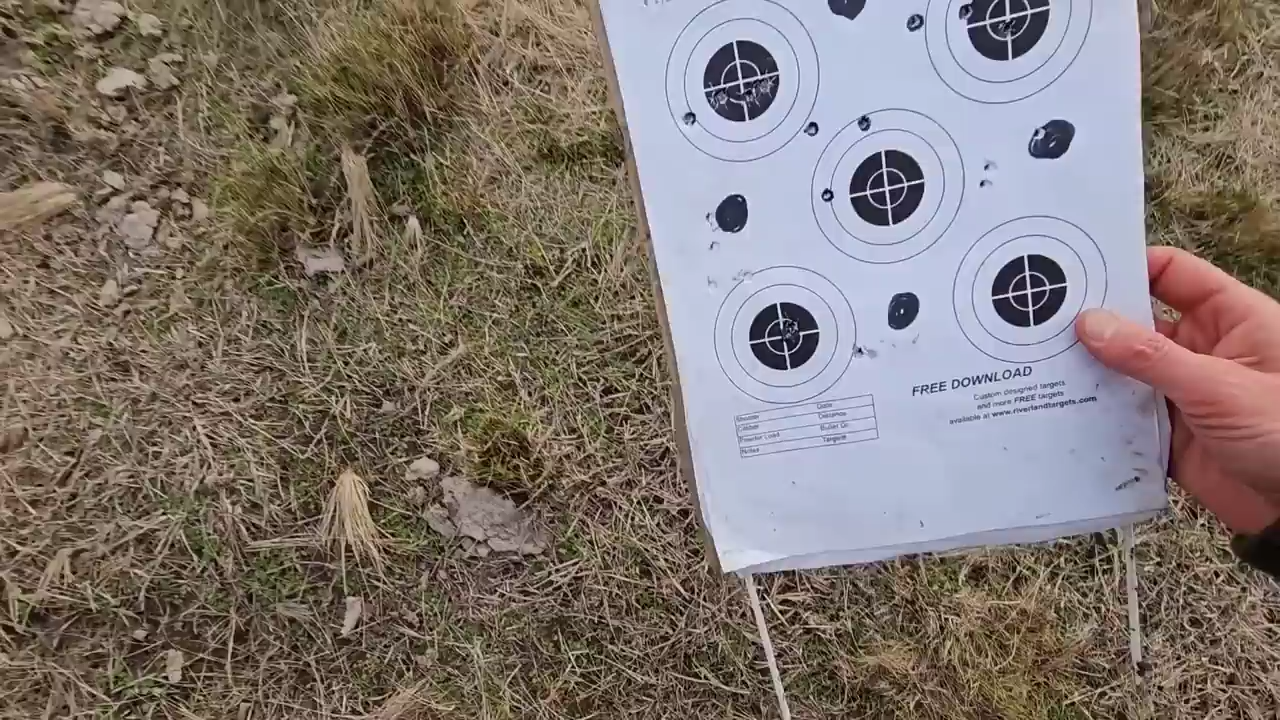 FREE DOWNLOAD
Custom designed targets
and more FREE targets
available at www.riverlandtargets.com
Shooter Date
Caliber Distance
Powder Load Bullet Gr.
Notes Targets